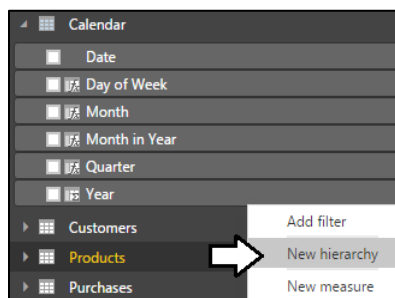 Calendar
Date
Day of Week
Month
Month in Year
Quarter
Year
Customers
Add filter
Products
New hierarchy
Purchases
New measure